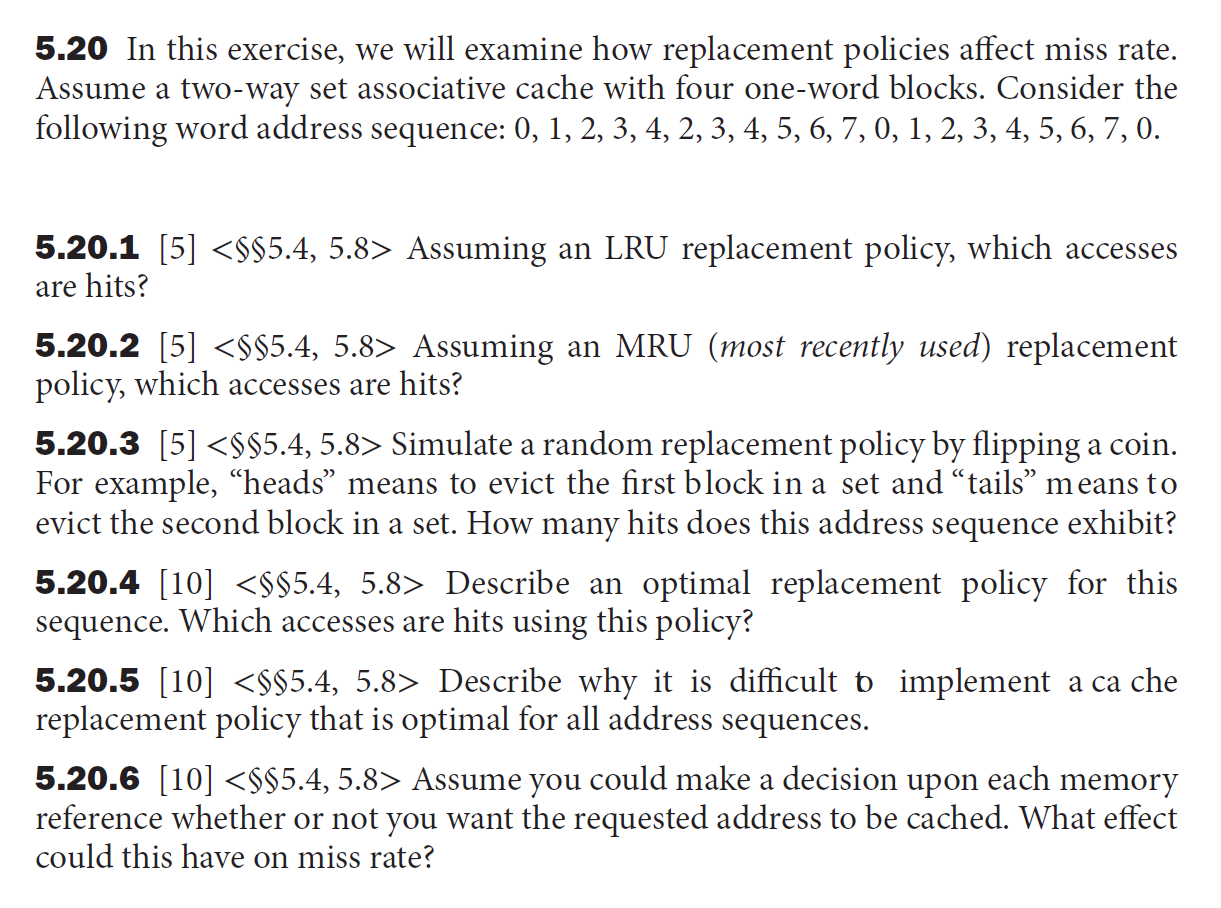 5.20 In this exercise, we will examine how replacement policies affect miss rate.
Assume a two-way set associative cache with four one-word blocks. Consider the
following word address sequence: 0, 1, 2, 3, 4, 2, 3, 4, 5, 6, 7, 0, 1, 2, 3, 4, 5, 6, 7, 0.
5.20.1 [5] <§§5.4, 5.8> Assuming an LRU replacement policy, which accesses
are hits?
5.20.2 [5] <§§5.4, 5.8> Assuming an MRU (most recently used) replacement
policy, which accesses are hits?
5.20.3 [5] <§§5.4, 5.8> Simulate a random replacement policy by flipping a coin.
For example, “heads” means to evict the first block in a set and “tails” means to
evict the second block in a set. How many hits does this address sequence exhibit?
5.20.4 [10] <§§5.4, 5.8> Describe an optimal replacement policy for this
sequence. Which accesses are hits using this policy?
5.20.5 [10] <§§5.4, 5.8> Describe why it is difficult to implement a ca che
replacement policy that is optimal for all address sequences.
5.20.6 [10] <§§5.4, 5.8> Assume you could make a decision upon each memory
reference whether or not you want the requested address to be cached. What effect
could this have on miss rate?